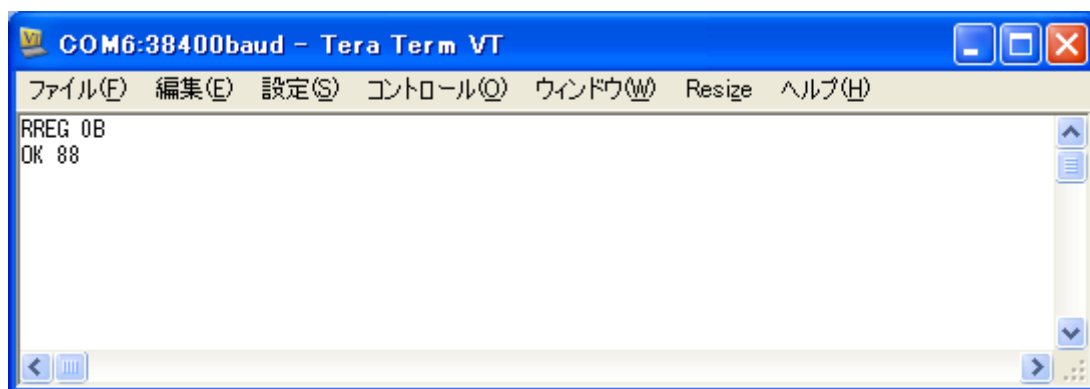 COM6:38400baud - Tera Term VT
ファイル(F) 編集(E) 設定(S) コントロール(O) ウィンドウ(W) Resize ヘルプ(H)
RREG 0B
OK 88